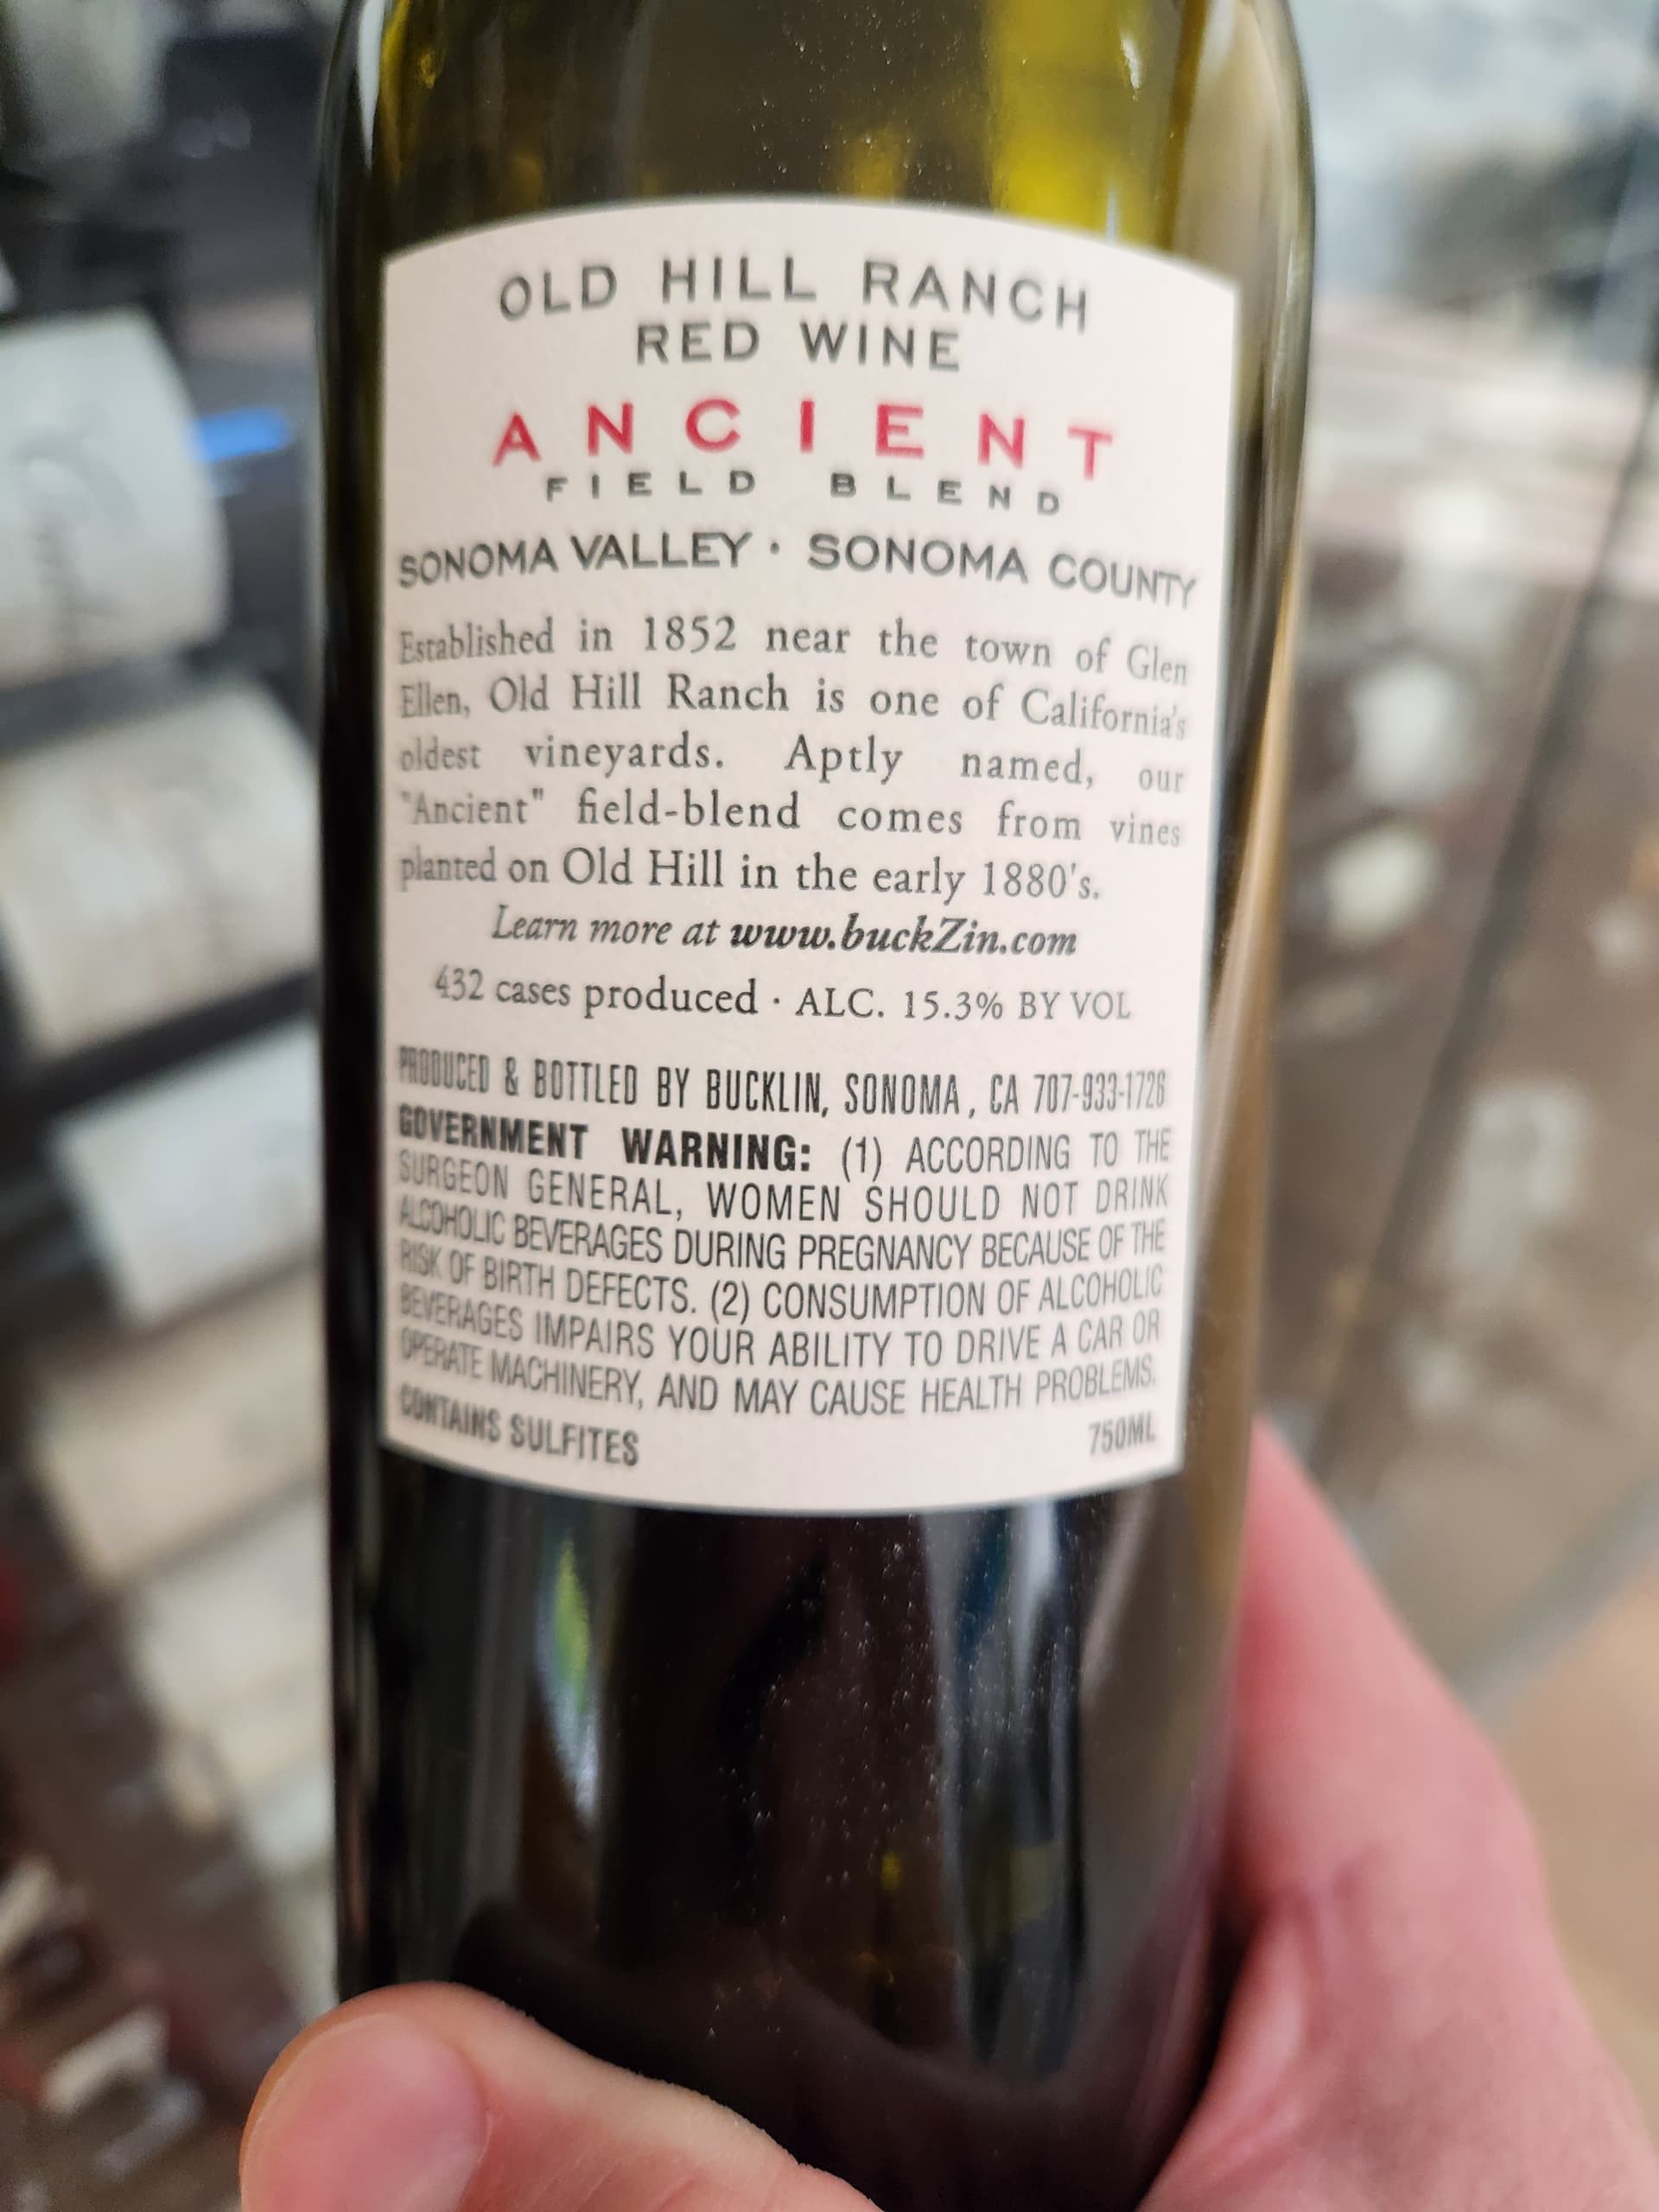 OLD HILL RANCH
RED WINE
ANCIENT
FIELD BLEND
SONOMA VALLEY · SONOMA COUNTY
Established in 1852 near the town of Glen
Ellen, Old Hill Ranch is one of California's
oldest vineyards. Aptly named, our
"Ancient" field-blend comes from vines
planted on Old Hill in the early 1880's.
Learn more at www.buckZin.com
432 cases produced · ALC. 15.3% BY VOL
PRODUCED & BOTTLED BY BUCKLIN, SONOMA, CA 707-933-1726
GOVERNMENT WARNING: (1) ACCORDING TO THE
SURGEON GENERAL, WOMEN SHOULD NOT DRINK
ALCOHOLIC BEVERAGES DURING PREGNANCY BECAUSE OF THE
RISK OF BIRTH DEFECTS. (2) CONSUMPTION OF ALCOHOLIC
BEVERAGES IMPAIRS YOUR ABILITY TO DRIVE A CAR OR
OPERATE MACHINERY, AND MAY CAUSE HEALTH PROBLEMS.
CONTAINS SULFITES 750ML